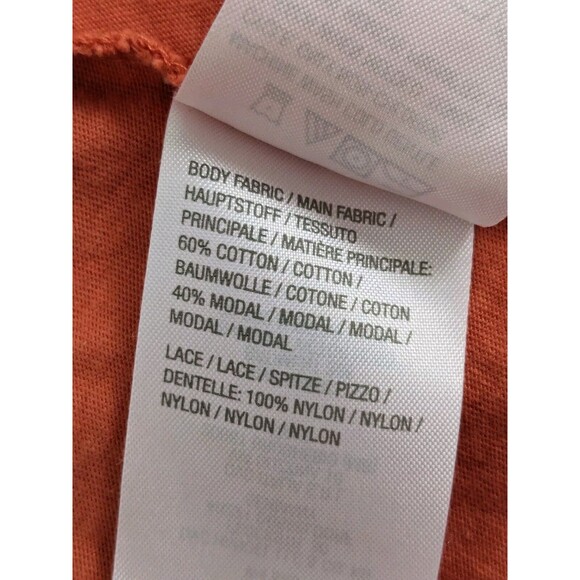 BODY FABRIC / MAIN FABRIC /
HAUPTSTOFF / TESSUTO
PRINCIPALE / MATIÈRE PRINCIPALE:
60% COTTON / COTTON /
BAUMWOLLE / COTONE / COTON
40% MODAL / MODAL / MODAL /
MODAL / MODAL
LACE / LACE / SPITZE / PIZZO /
DENTELLE: 100% NYLON / NYLON /
NYLON / NYLON / NYLON